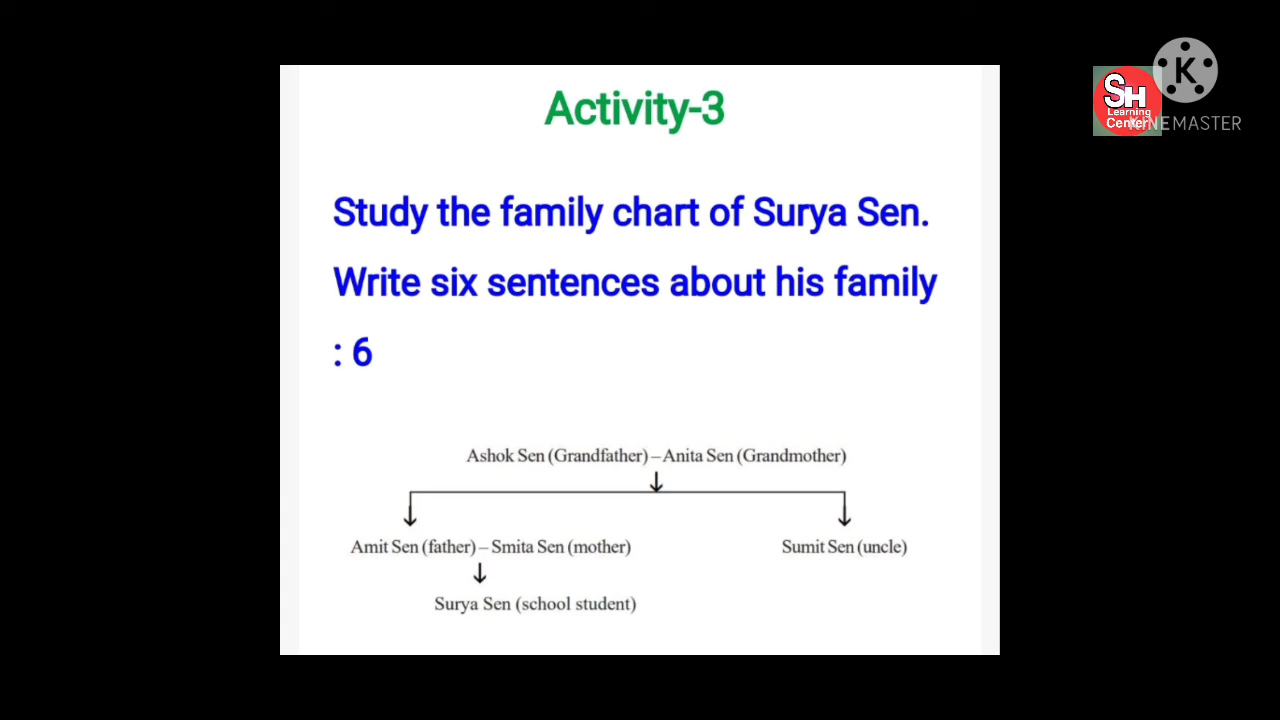 SH
Learning
Center
K
KINEMASTER
Activity-3
Study the family chart of Surya Sen.
Write six sentences about his family
: 6
Ashok Sen (Grandfather) – Anita Sen (Grandmother)
Amit Sen (father) – Smita Sen (mother)
Sumit Sen (uncle)
Surya Sen (school student)